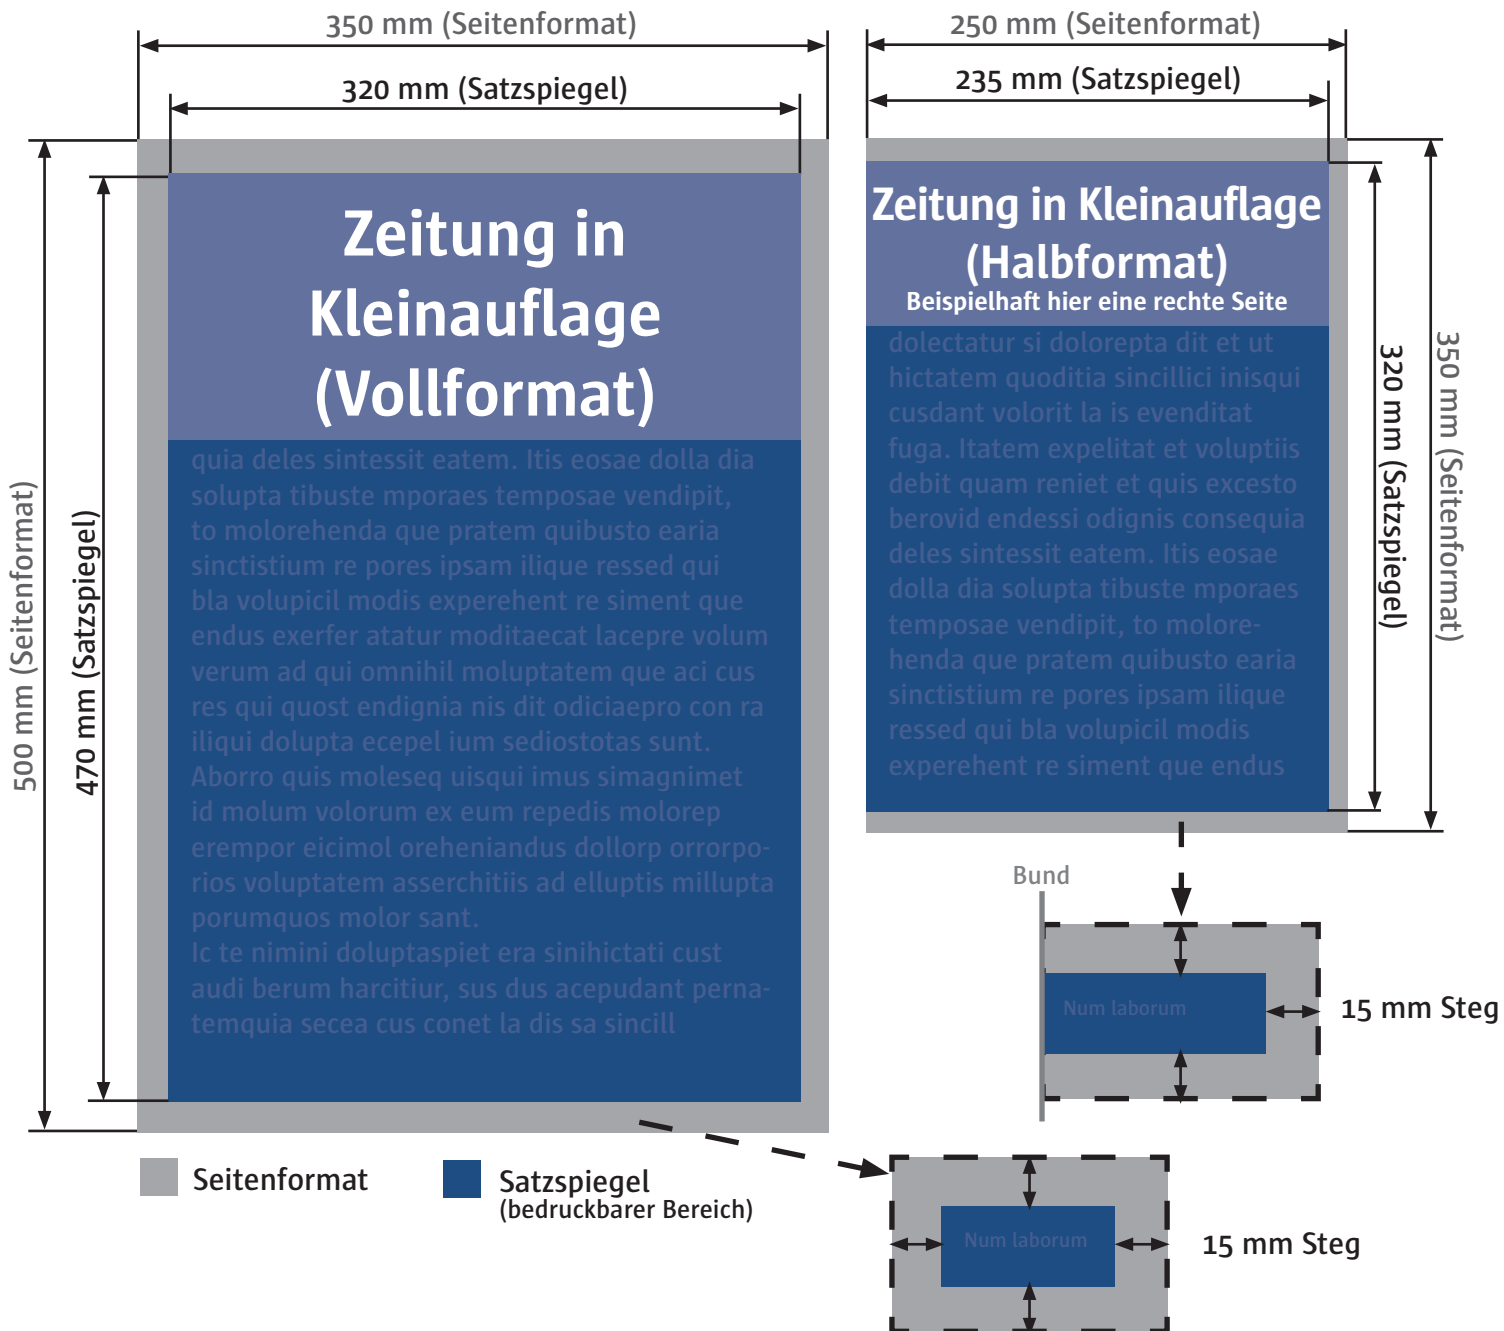 350 mm (Seitenformat)
320 mm (Satzspiegel)
500 mm (Seitenformat)
470 mm (Satzspiegel)
Zeitung in
Kleinauflage
(Vollformat)
quia deles sintessit eatem. Itis eosae dolla dia
solupta tibuste mporaes temposae vendipit,
to molorehenda que pratem quibusto earia
sinctistium re pores ipsam ilique ressed qui
bla volupicil modis experehent re siment que
endus exerfer atatur moditaecat lacepre volum
verum ad qui omnihil moluptatem que aci cus
res qui quost endignia nis dit odiciaepro con ra
iliqui dolupta ecepel ium sediostotas sunt.
Aborro quis moleseq uisqui imus simagnimet
id molum volorum ex eum repedis molorep
erempor eicimol oreheniandus dollorp orrorpo-
rios voluptatem asserchitiis ad elluptis millupta
porumquos molor sant.
Ic te nimini doluptaspiet era sinihictati cust
audi berum harcitiur, sus dus acepudant perna-
temquia secea cus conet la dis sa sincill
250 mm (Seitenformat)
235 mm (Satzspiegel)
Zeitung in Kleinauflage
(Halbformat)
Beispielhaft hier eine rechte Seite
dolectatur si dolorepta dit et ut
hictatem quoditia sincillici inisqui
cusdant volorit la is evenditat
fuga. Itatem expelitat et voluptiis
debit quam reniet et quis excesto
berovid endessi odignis consequia
deles sintessit eatem. Itis eosae
dolla dia solupta tibuste mporaes
temposae vendipit, to molore-
henda que pratem quibusto earia
sinctistium re pores ipsam ilique
ressed qui bla volupicil modis
experehent re siment que endus
320 mm (Satzspiegel)
350 mm (Seitenformat)
Bund
Num laborum
15 mm Steg
Seitenformat
Satzspiegel
(bedruckbarer Bereich)
Num laborum
15 mm Steg